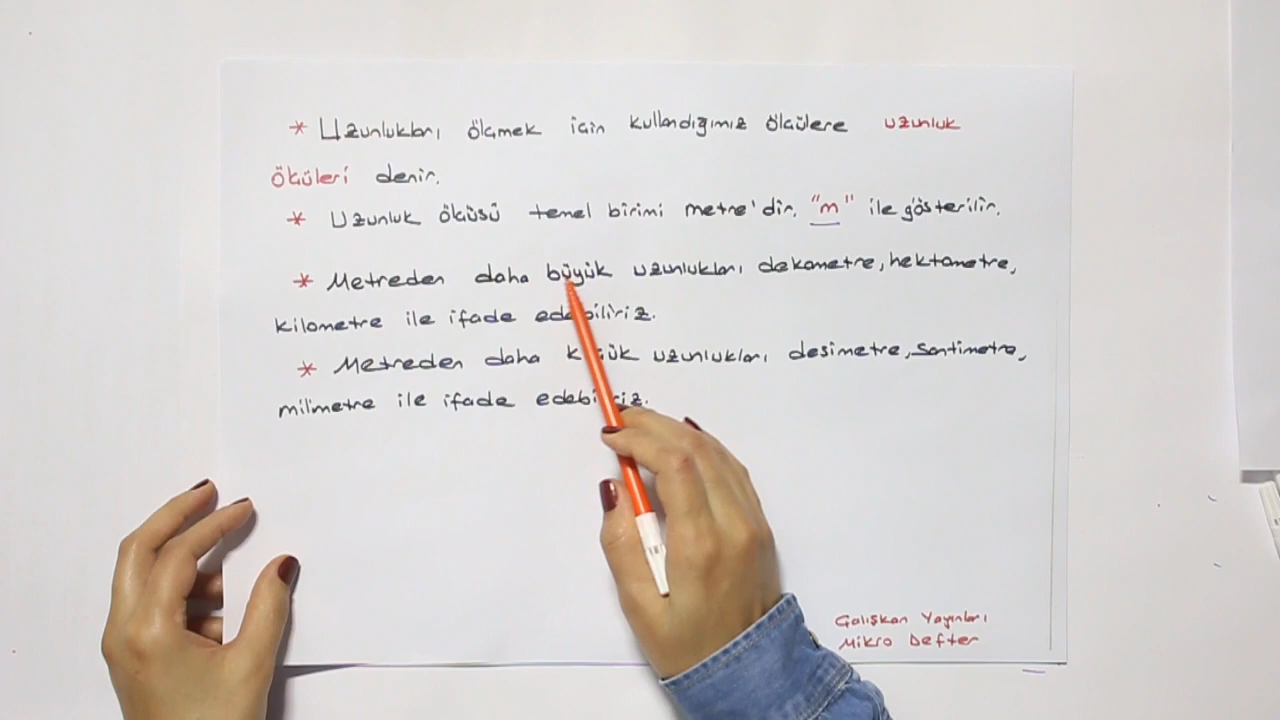 * Uzunlukları ölçmek için kullandığımız ölçülere uzunluk
ölçüleri denir.
* Uzunluk ölçüsü temel birimi metre'dir. "m" ile gösterilir.
* Metreden daha büyük uzunlukları dekametre, hektometre,
kilometre ile ifade edebiliriz.
* Metreden daha küçük uzunlukları desimetre, santimetre,
milimetre ile ifade edebiliriz.
Çalışkan Yayınları
Mikro Defter